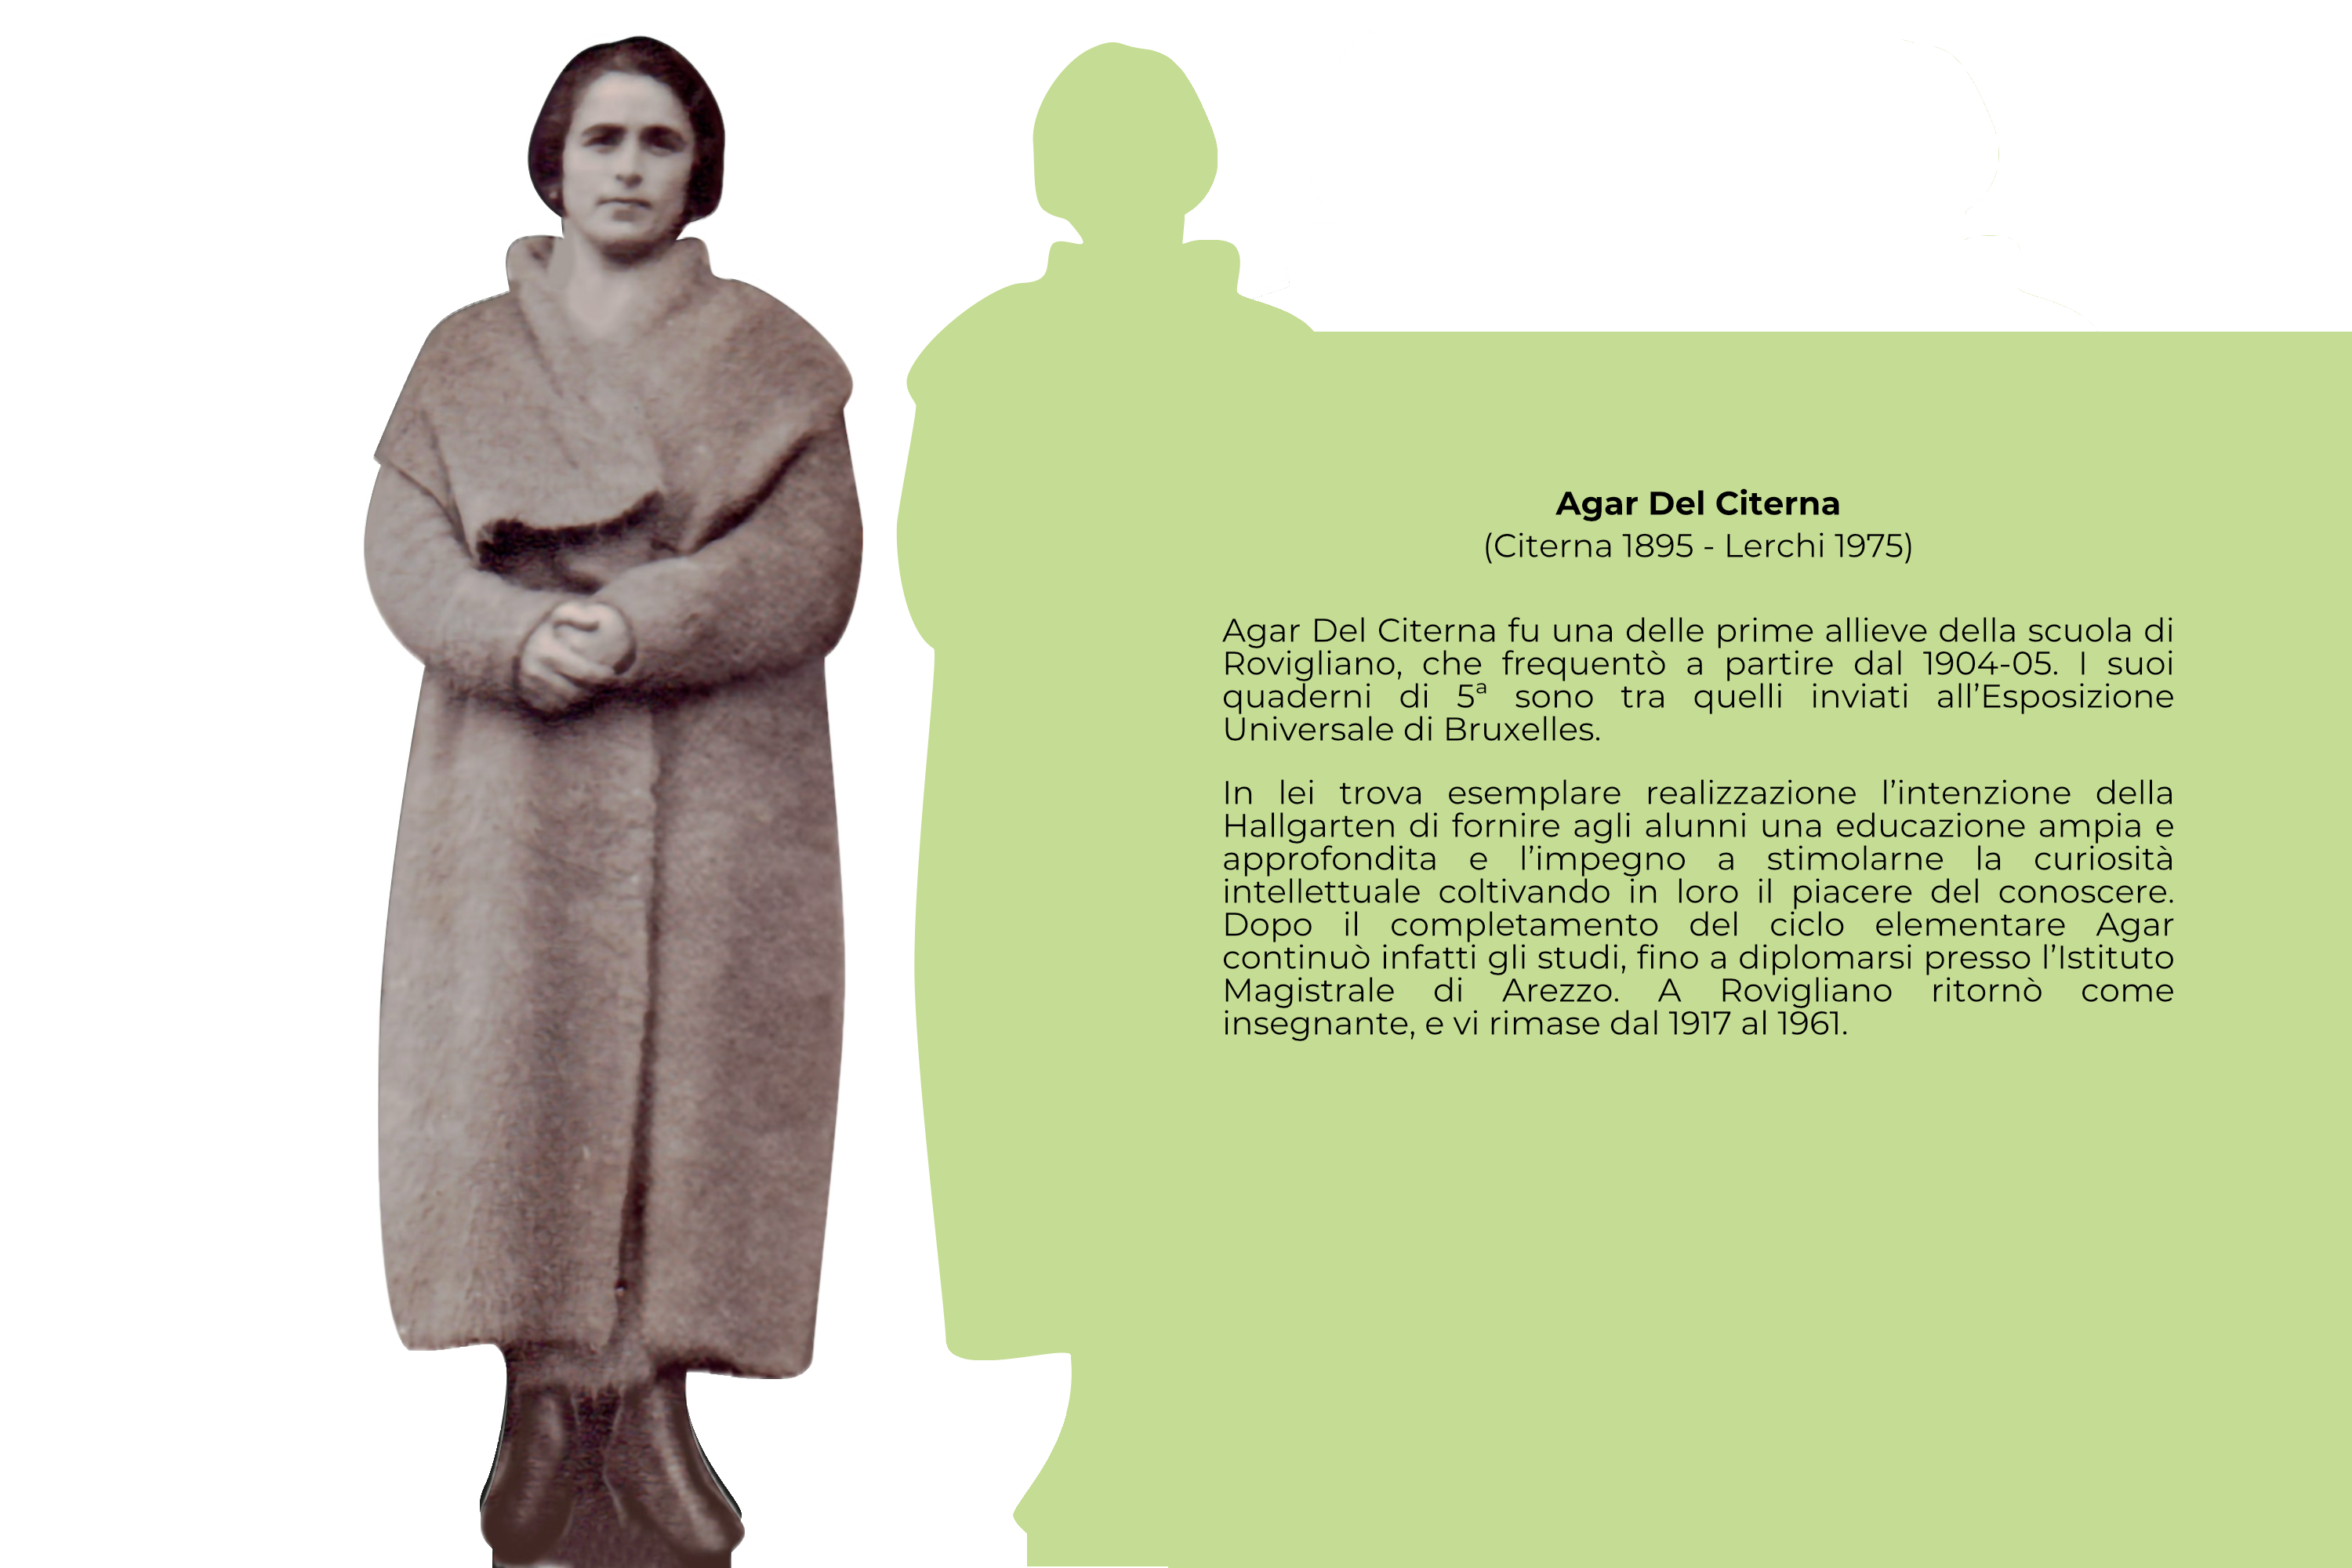 Agar Del Citerna
(Citerna 1895 - Lerchi 1975)
Agar Del Citerna fu una delle prime allieve della scuola di
Rovigliano, che frequentò a partire dal 1904-05. I suoi
quaderni di 5ª sono tra quelli inviati all’Esposizione
Universale di Bruxelles.
In lei trova esemplare realizzazione l’intenzione della
Hallgarten di fornire agli alunni una educazione ampia e
approfondita e l’impegno a stimolarne la curiosità
intellettuale coltivando in loro il piacere del conoscere.
Dopo il completamento del ciclo elementare Agar
continuò infatti gli studi, fino a diplomarsi presso l’Istituto
Magistrale di Arezzo. A Rovigliano ritornò come
insegnante, e vi rimase dal 1917 al 1961.